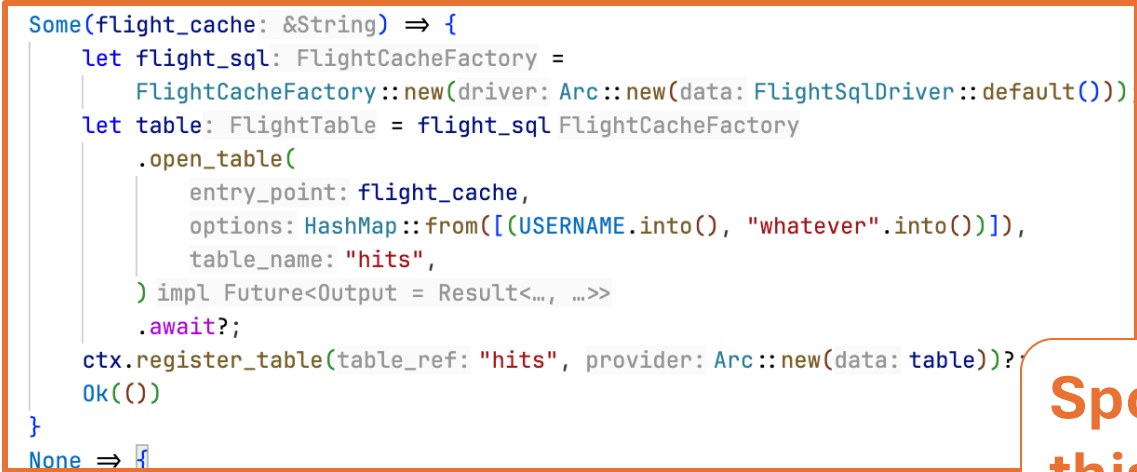 Some(flight_cache: &String) => {
    let flight_sql: FlightCacheFactory =
        FlightCacheFactory::new(driver: Arc::new(data: FlightSqlDriver::default()));
    let table: FlightTable = flight_sql FlightCacheFactory
        .open_table(
            entry_point: flight_cache,
            options: HashMap::from([(USERNAME.into(), "whatever".into())]),
            table_name: "hits",
        ) impl Future<Output = Result<…, …>>
        .await?;
    ctx.register_table(table_ref: "hits", provider: Arc::new(data: table))?;
    Ok(())
}
None => {